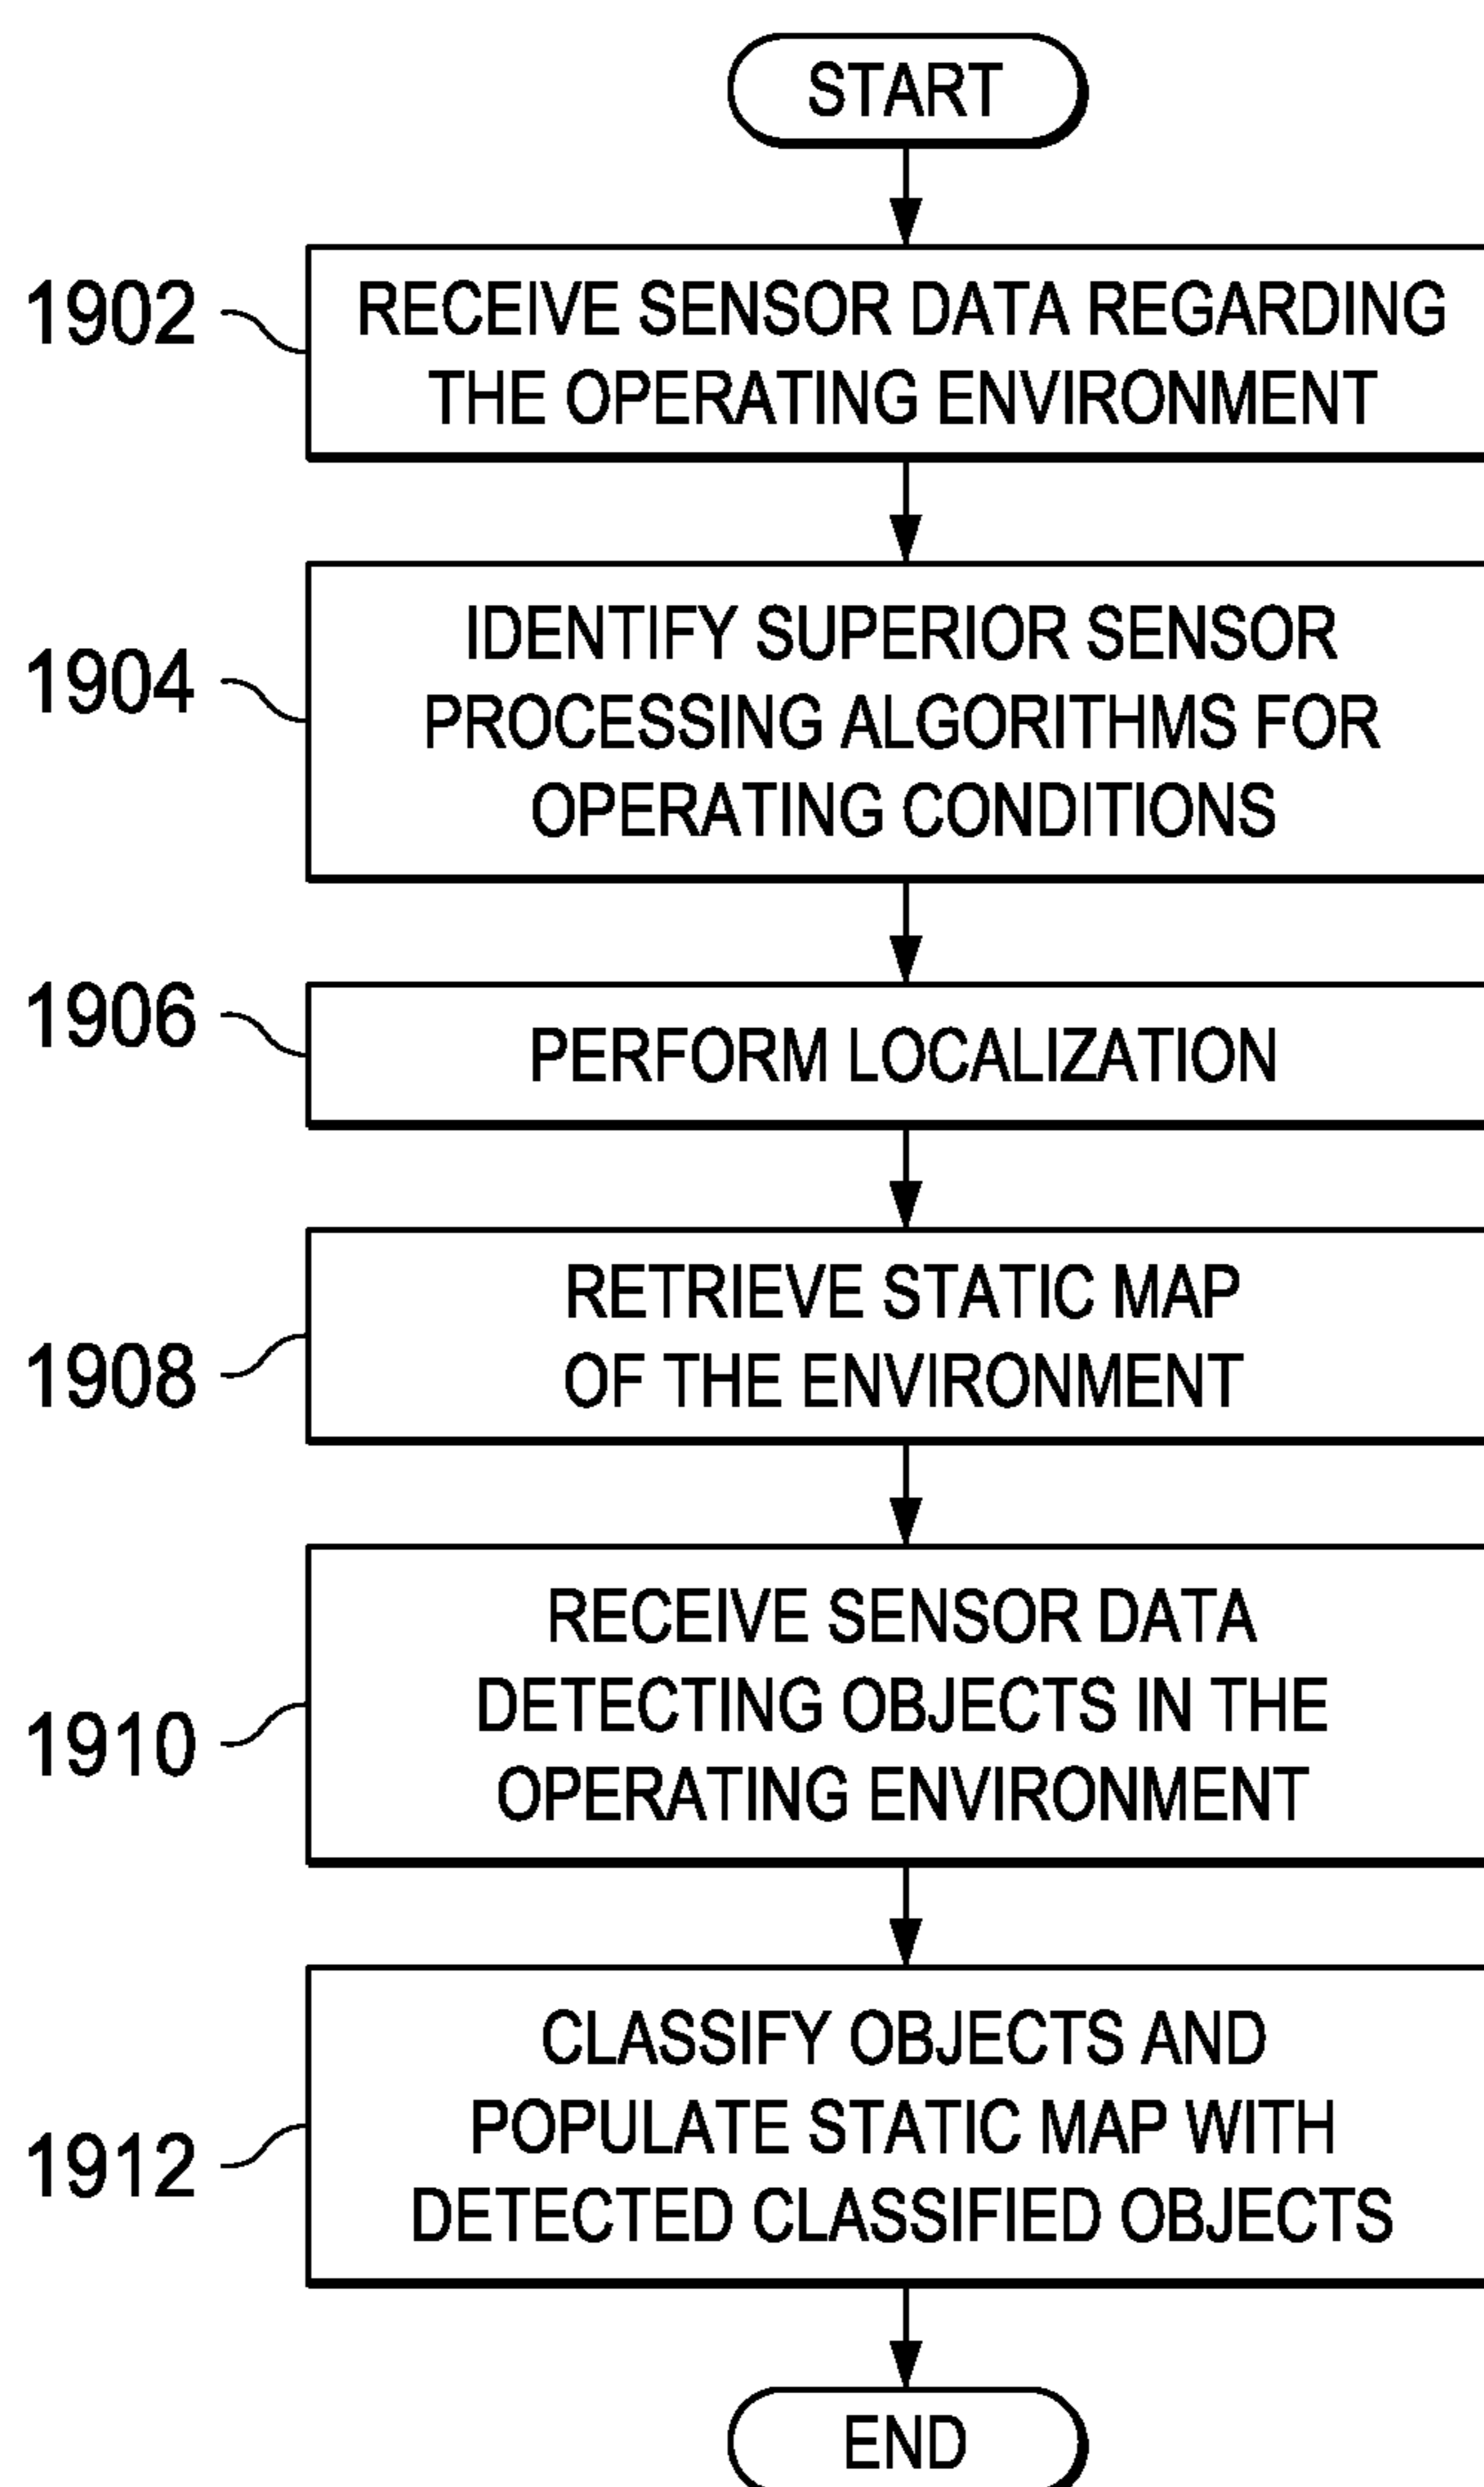 START
1902
RECEIVE SENSOR DATA REGARDING
THE OPERATING ENVIRONMENT
1904
IDENTIFY SUPERIOR SENSOR
PROCESSING ALGORITHMS FOR
OPERATING CONDITIONS
1906
PERFORM LOCALIZATION
1908
RETRIEVE STATIC MAP
OF THE ENVIRONMENT
1910
RECEIVE SENSOR DATA
DETECTING OBJECTS IN THE
OPERATING ENVIRONMENT
1912
CLASSIFY OBJECTS AND
POPULATE STATIC MAP WITH
DETECTED CLASSIFIED OBJECTS
END